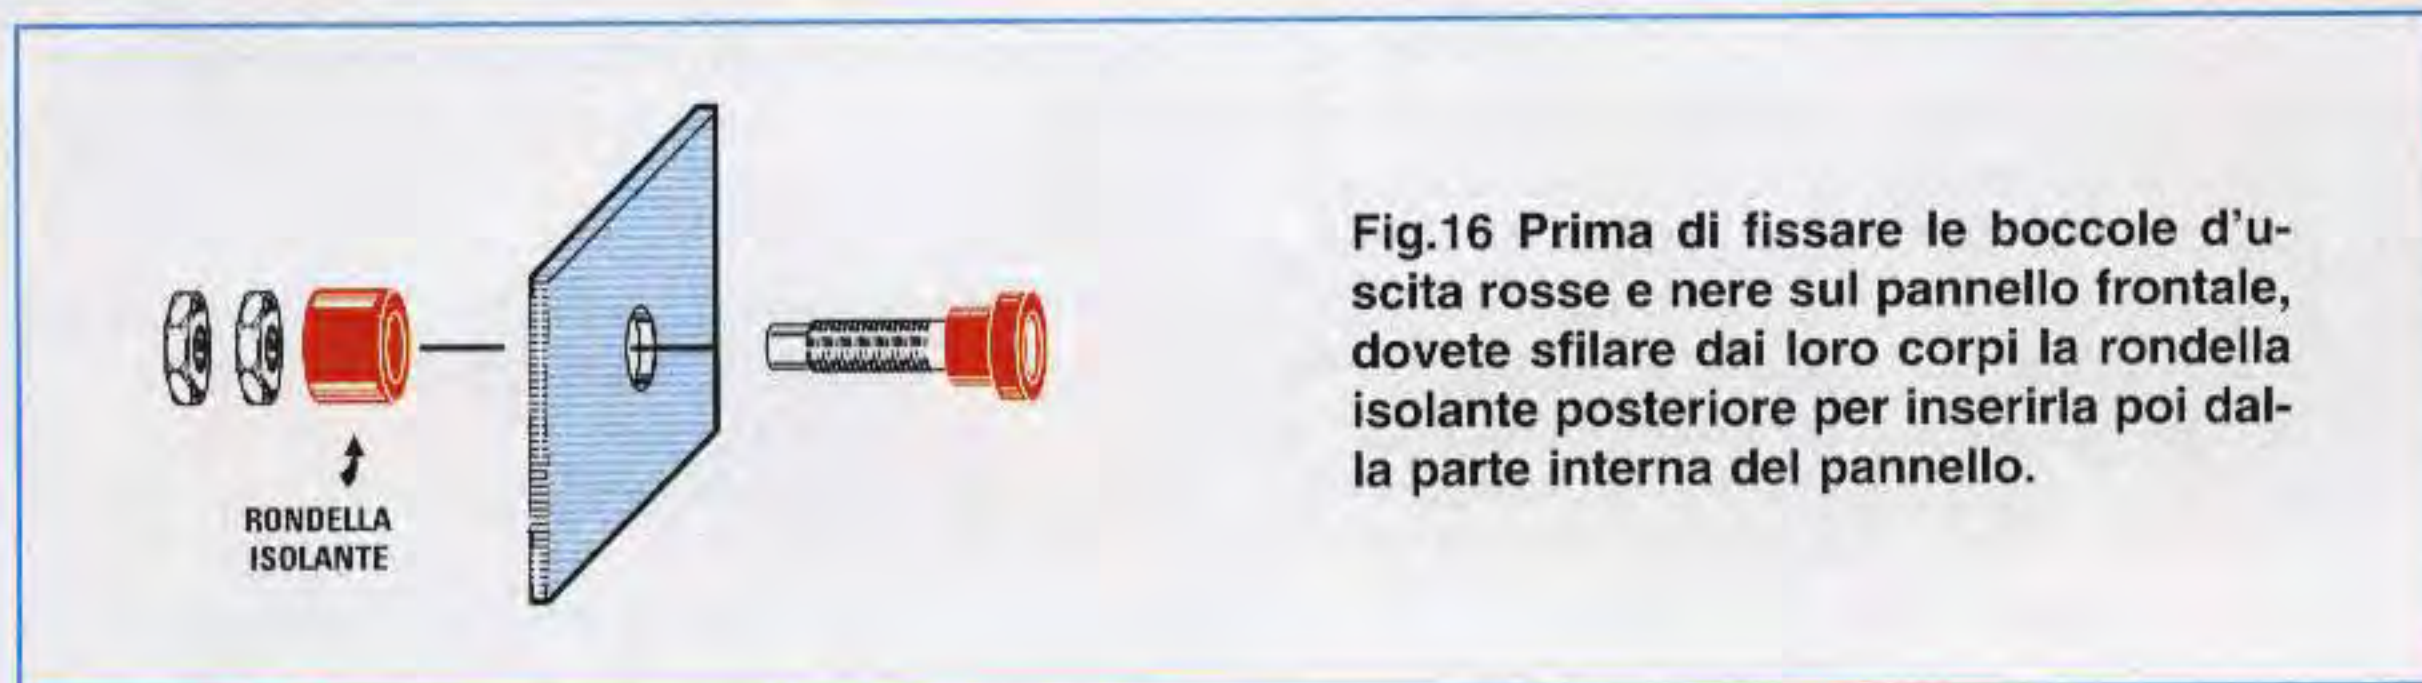 RONDELLA
ISOLANTE
Fig.16 Prima di fissare le boccole d'u-
scita rosse e nere sul pannello frontale,
dovete sfilare dai loro corpi la rondella
isolante posteriore per inserirla poi dal-
la parte interna del pannello.